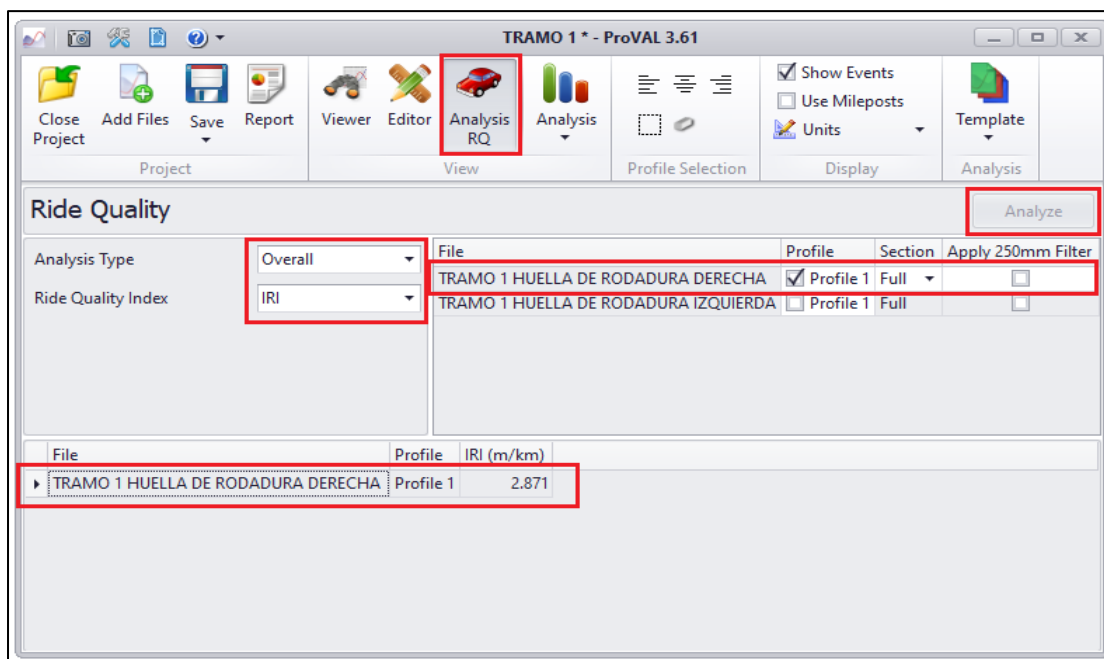 TRAMO 1 * - ProVAL 3.61
Close Project
Add Files
Save
Report
Viewer
Editor
Analysis RQ
Analysis
Show Events
Use Mileposts
Units
Template
Project
View
Profile Selection
Display
Analysis
Ride Quality
Analyze
Analysis Type
Overall
Ride Quality Index
IRI
File Profile Section Apply 250mm Filter
TRAMO 1 HUELLA DE RODADURA DERECHA Profile 1 Full
TRAMO 1 HUELLA DE RODADURA IZQUIERDA Profile 1 Full
File Profile IRI (m/km)
TRAMO 1 HUELLA DE RODADURA DERECHA Profile 1 2.871